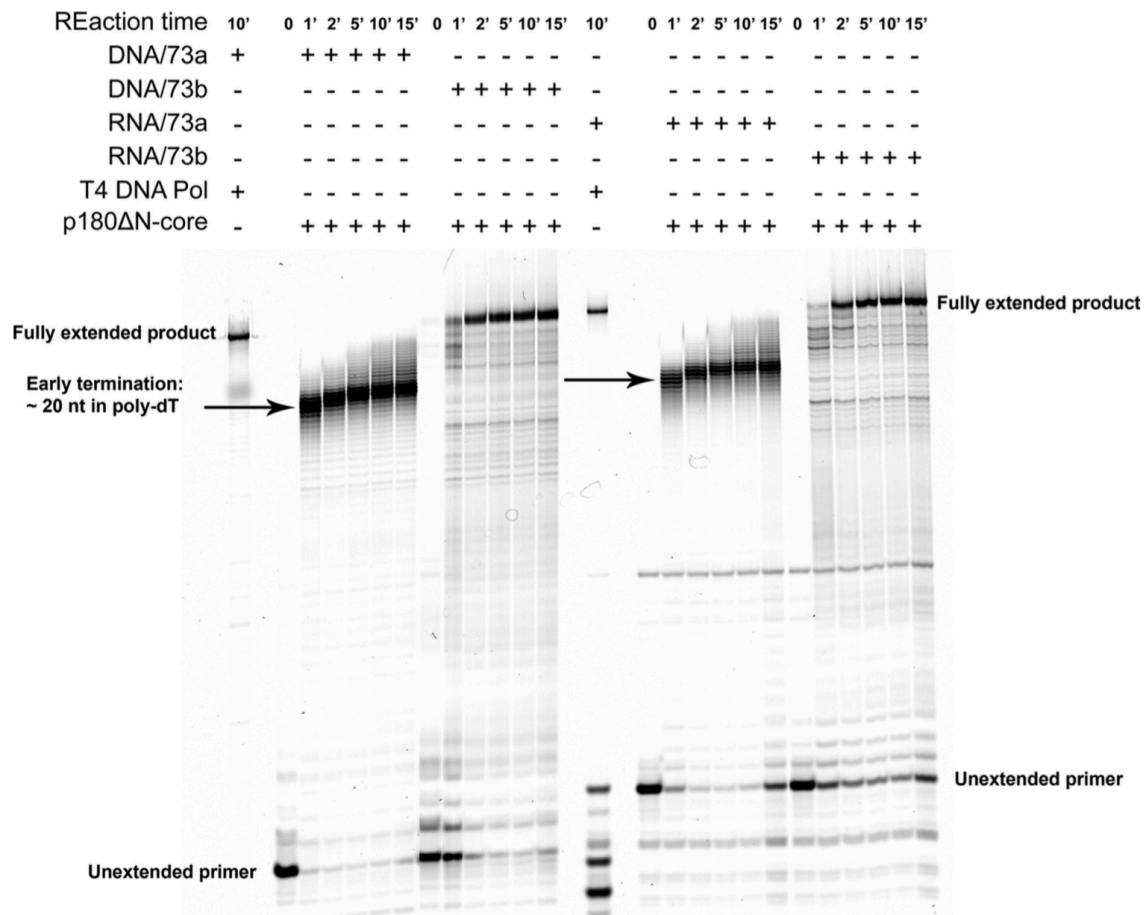 REaction time 10’ 0 1’ 2’ 5’ 10’ 15’ 0 1’ 2’ 5’ 10’ 15’ 10’ 0 1’ 2’ 5’ 10’ 15’ 0 1’ 2’ 5’ 10’ 15’
DNA/73a + + + + + + - - - - - - - - - - - - - - - -
DNA/73b - - - - - - + + + + + - - - - - - - - - - -
RNA/73a - - - - - - - - - - - + + + + + + - - - - -
RNA/73b - - - - - - - - - - - - - - - - - + + + + +
T4 DNA Pol + - - - - - - - - - - + - - - - - - - - - -
p180ΔN-core - + + + + + + + + + + - + + + + + + + + + +
Fully extended product
Fully extended product
Early termination:
~ 20 nt in poly-dT
Unextended primer
Unextended primer